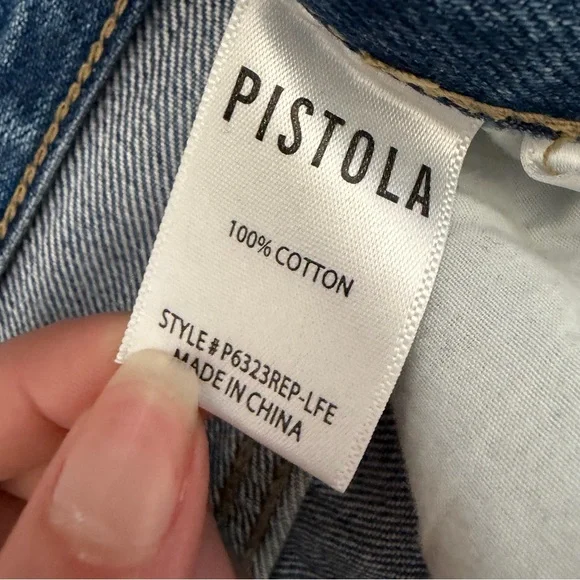 PISTOLA
100% COTTON
STYLE# P6323REP-LFE
MADE IN CHINA